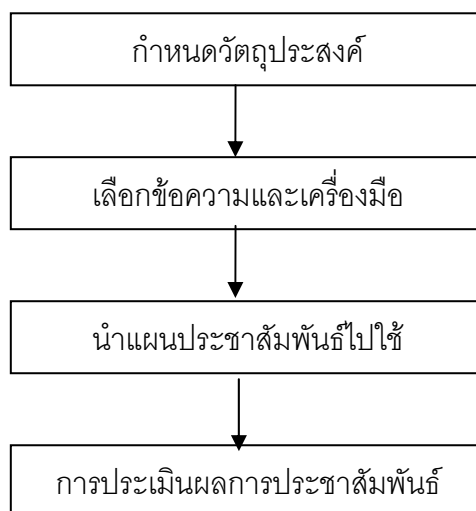 กำหนดวัตถุประสงค์
เลือกข้อความและเครื่องมือ
นำแผนประชาสัมพันธ์ไปใช้
การประเมินผลการประชาสัมพันธ์